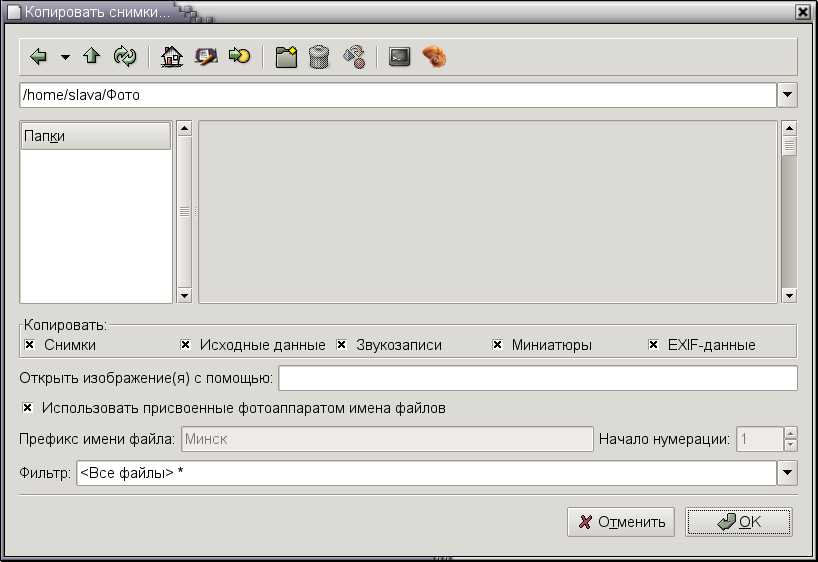 Копировать снимки...
/home/slava/Фото
Папки
Копировать:
Снимки Исходные данные Звукозаписи Миниатюры EXIF-данные
Открыть изображение(я) с помощью:
Использовать присвоенные фотоаппаратом имена файлов
Префикс имени файла: Минск Начало нумерации: 1
Фильтр: <Все файлы> *
Отменить OK